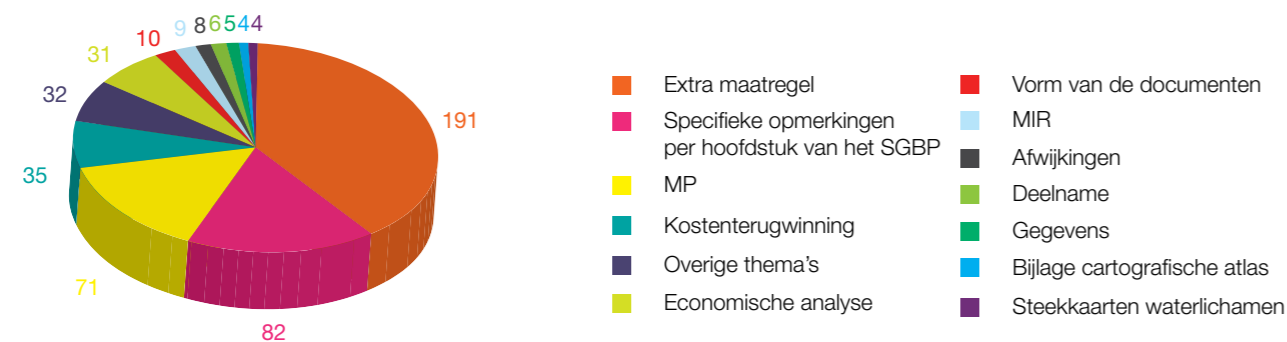 191
82
71
35
32
31
10
9
8
6
5
4
4
Extra maatregel
Specifieke opmerkingen
per hoofdstuk van het SGBP
MP
Kostenterugwinning
Overige thema's
Economische analyse
Vorm van de documenten
MIR
Afwijkingen
Deelname
Gegevens
Bijlage cartografische atlas
Steekkaarten waterlichamen